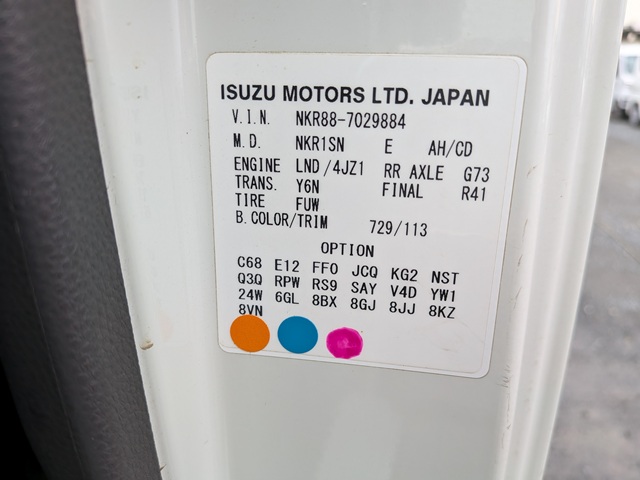 ISUZU MOTORS LTD. JAPAN
V.I.N. NKR88-7029884
M.D. NKR1SN E AH/CD
ENGINE LND/4JZ1 RR AXLE G73
TRANS. Y6N FINAL R41
TIRE FUW
B.COLOR/TRIM 729/113
OPTION
C68 E12 FF0 JCQ KG2 NST
Q3Q RPW RS9 SAY V4D YW1
24W 6GL 8BX 8GJ 8JJ 8KZ
8VN